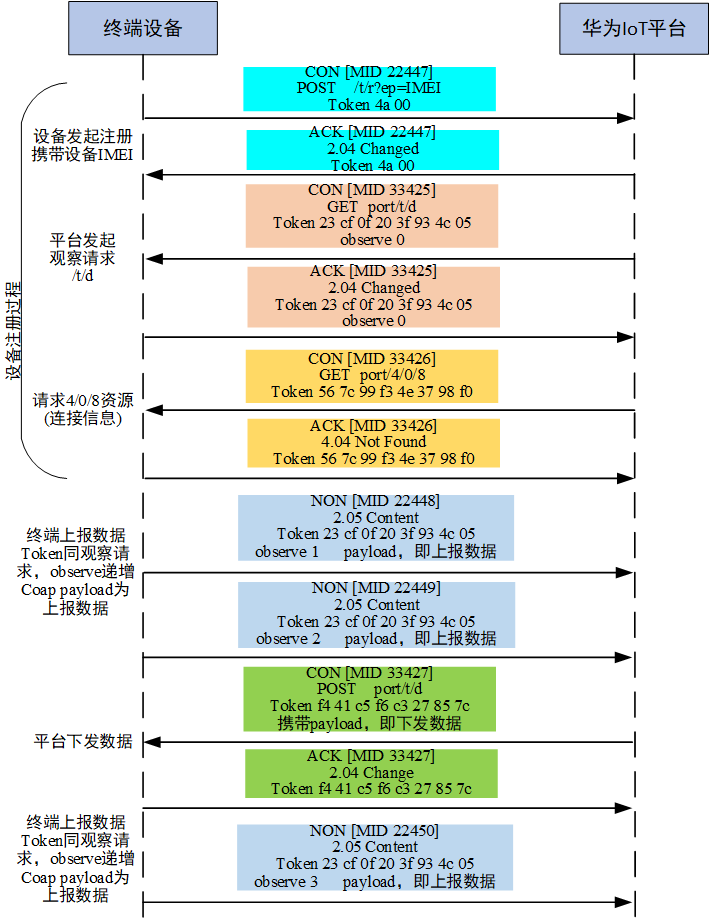 终端设备
华为IoT平台
CON [MID 22447]
POST /t/r?ep=IMEI
Token 4a 00
设备发起注册
携带设备IMEI
ACK [MID 22447]
2.04 Changed
Token 4a 00
CON [MID 33425]
GET port/t/d
Token 23 cf 0f 20 3f 93 4c 05
observe 0
平台发起
观察请求
/t/d
ACK [MID 33425]
2.04 Changed
Token 23 cf 0f 20 3f 93 4c 05
observe 0
设备注册过程
CON [MID 33426]
GET port/4/0/8
Token 56 7c 99 f3 4e 37 98 f0
请求4/0/8资源
(连接信息)
ACK [MID 33426]
4.04 Not Found
Token 56 7c 99 f3 4e 37 98 f0
NON [MID 22448]
2.05 Content
Token 23 cf 0f 20 3f 93 4c 05
observe 1 payload，即上报数据
终端上报数据
Token同观察请
求，observe递增
Coap payload为
上报数据
NON [MID 22449]
2.05 Content
Token 23 cf 0f 20 3f 93 4c 05
observe 2 payload，即上报数据
CON [MID 33427]
POST port/t/d
Token f4 41 c5 f6 c3 27 85 7c
携带payload，即下发数据
平台下发数据
ACK [MID 33427]
2.04 Change
Token f4 41 c5 f6 c3 27 85 7c
终端上报数据
Token同观察请
求，observe递增
Coap payload为
上报数据
NON [MID 22450]
2.05 Content
Token 23 cf 0f 20 3f 93 4c 05
observe 3 payload，即上报数据